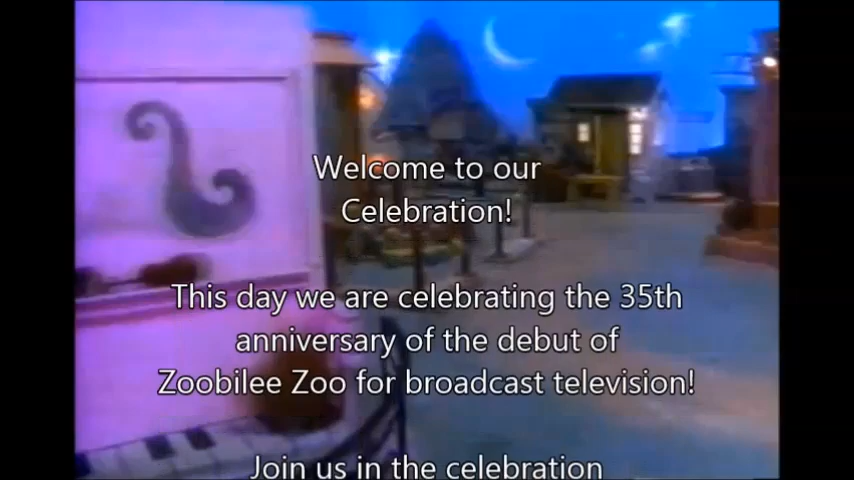 Welcome to our
Celebration!
This day we are celebrating the 35th
anniversary of the debut of
Zoobilee Zoo for broadcast television!
Join us in the celebration